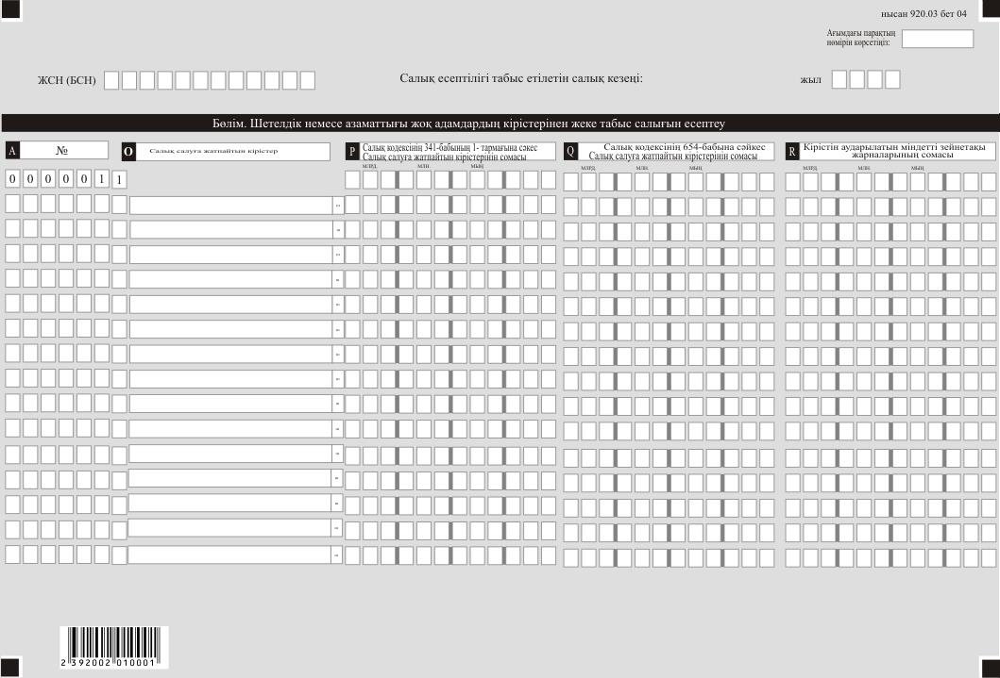 нысан 920.03 бет 04
Ағымдағы парақтың
нөмірін көрсетіңіз:
ЖСН (БСН)
Салық есептілігі табыс етілетін салық кезеңі:
жыл
Бөлім. Шетелдік немесе азаматтығы жоқ адамдардың кірістерінен жеке табыс салығын есептеу
A №
O Салық салуға жатпайтын кірістер
P Салық кодексінің 341-бабының 1- тармағына сәкес
Салық салуға жатпайтын кірістерінін сомасы
Q Салық кодексінің 654-бабына сәйкес
Салық салуға жатпайтын кірістерінін сомасы
R Кірістін аударылатын міндетті зейнетақы
жарналарының сомасы
МЛРД. МЛН. МЫҢ
МЛРД. МЛН. МЫҢ
МЛРД. МЛН. МЫҢ
0 0 0 0 0 1 1
2 392002 010001